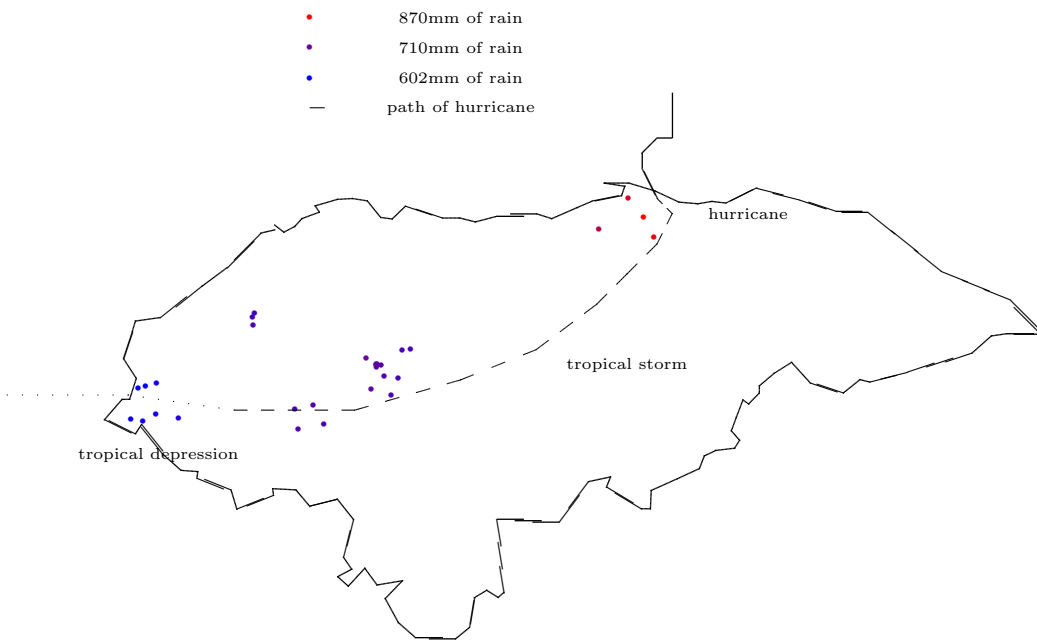 870mm of rain
710mm of rain
602mm of rain
path of hurricane
hurricane
tropical storm
tropical depression